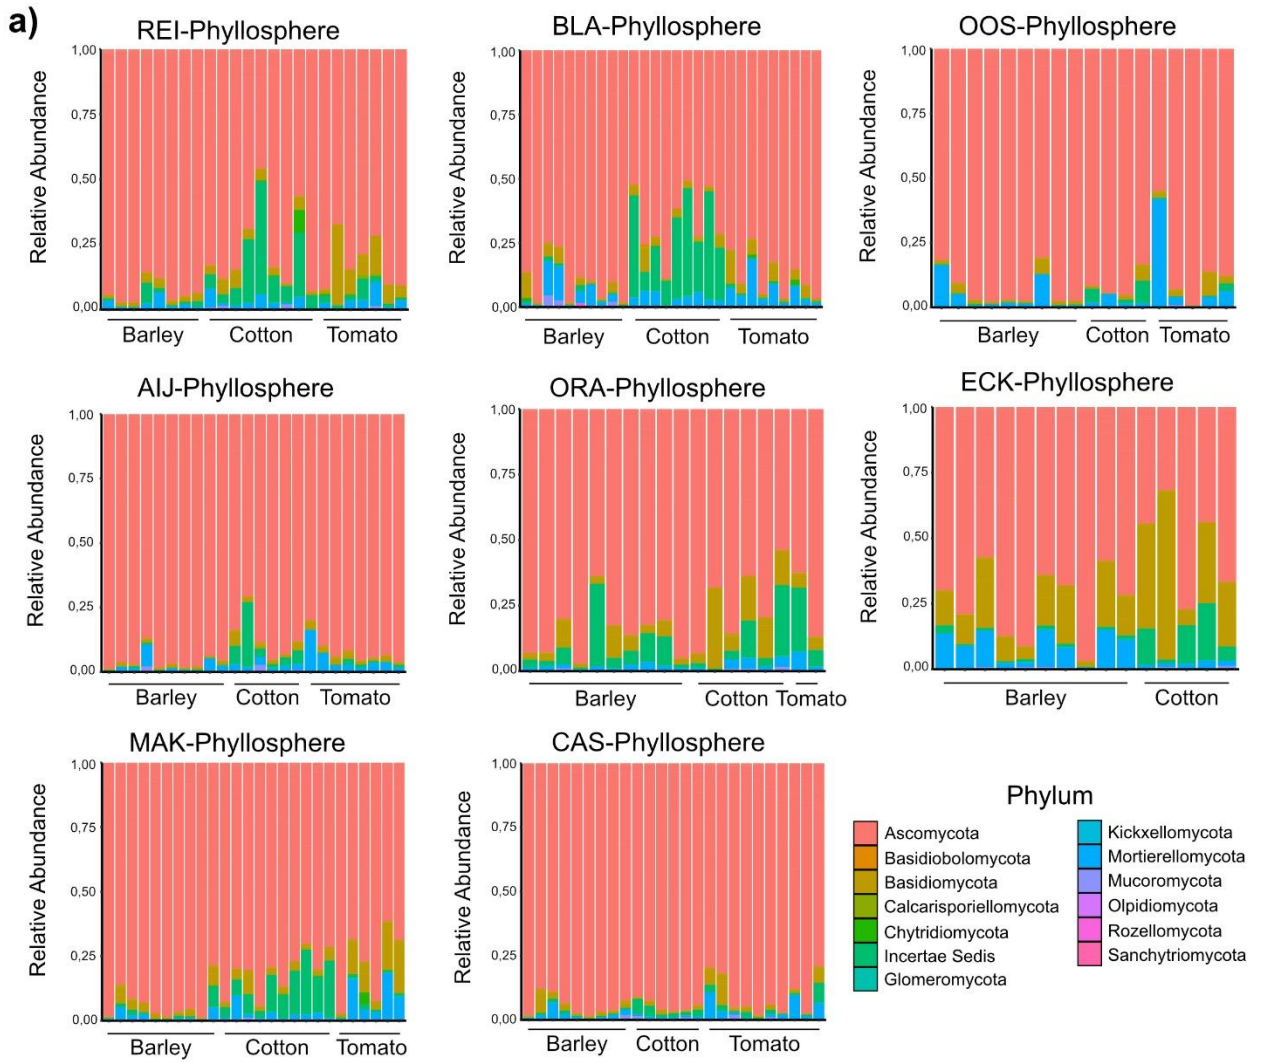 a)
REI-Phyllosphere
Relative Abundance
1,00
0,75
0,50
0,25
0,00
Barley Cotton Tomato
BLA-Phyllosphere
Relative Abundance
1,00
0,75
0,50
0,25
0,00
Barley Cotton Tomato
OOS-Phyllosphere
Relative Abundance
1,00
0,75
0,50
0,25
0,00
Barley Cotton Tomato
AIJ-Phyllosphere
Relative Abundance
1,00
0,75
0,50
0,25
0,00
Barley Cotton Tomato
ORA-Phyllosphere
Relative Abundance
1,00
0,75
0,50
0,25
0,00
Barley Cotton Tomato
ECK-Phyllosphere
Relative Abundance
1,00
0,75
0,50
0,25
0,00
Barley Cotton
MAK-Phyllosphere
Relative Abundance
1,00
0,75
0,50
0,25
0,00
Barley Cotton Tomato
CAS-Phyllosphere
Relative Abundance
1,00
0,75
0,50
0,25
0,00
Barley Cotton Tomato
Phylum
Ascomycota
Basidiobolomycota
Basidiomycota
Calcarisporiellomycota
Chytridiomycota
Incertae Sedis
Glomeromycota
Kickxellomycota
Mortierellomycota
Mucoromycota
Olpidiomycota
Rozellomycota
Sanchytriomycota